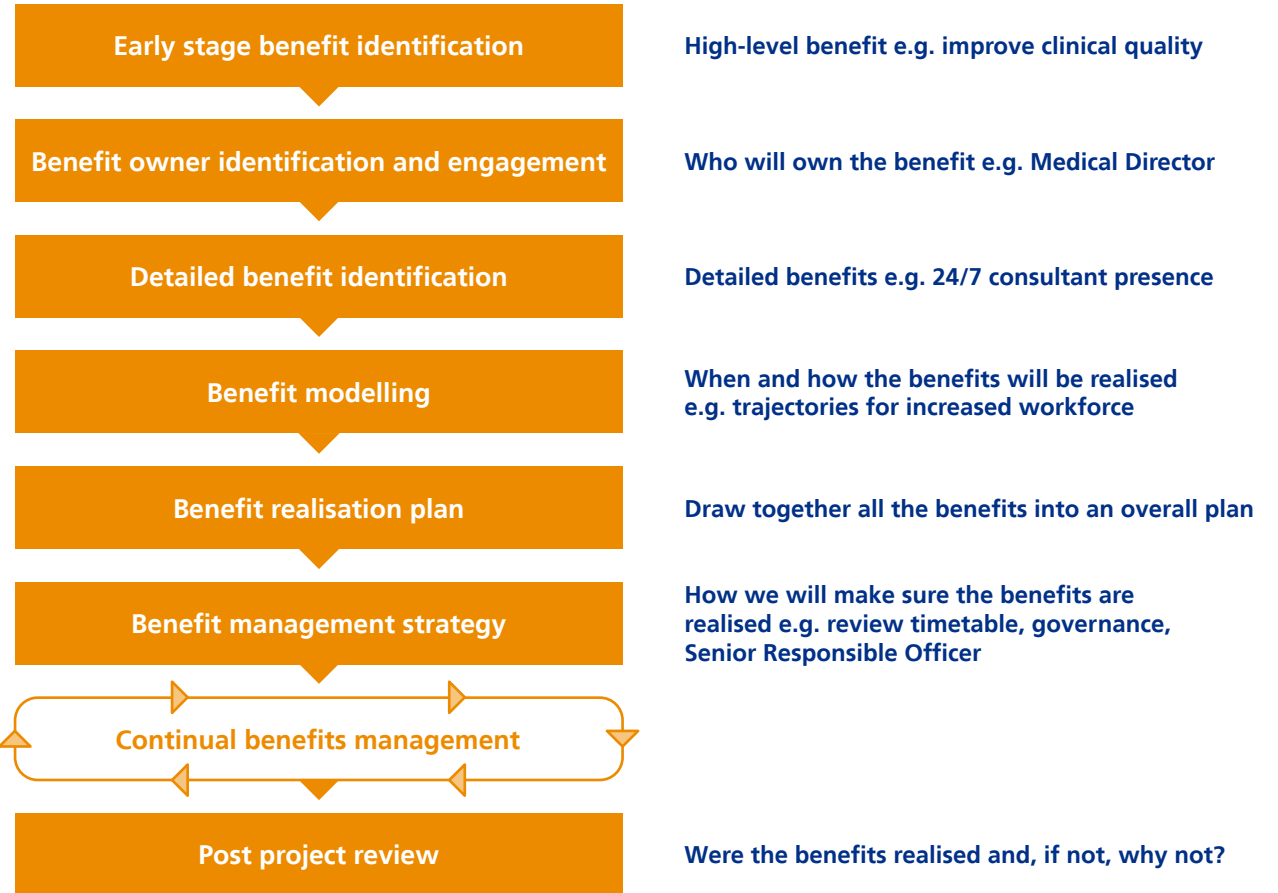 Early stage benefit identification
High-level benefit e.g. improve clinical quality
Benefit owner identification and engagement
Who will own the benefit e.g. Medical Director
Detailed benefit identification
Detailed benefits e.g. 24/7 consultant presence
Benefit modelling
When and how the benefits will be realised
e.g. trajectories for increased workforce
Benefit realisation plan
Draw together all the benefits into an overall plan
Benefit management strategy
How we will make sure the benefits are
realised e.g. review timetable, governance,
Senior Responsible Officer
Continual benefits management
Post project review
Were the benefits realised and, if not, why not?